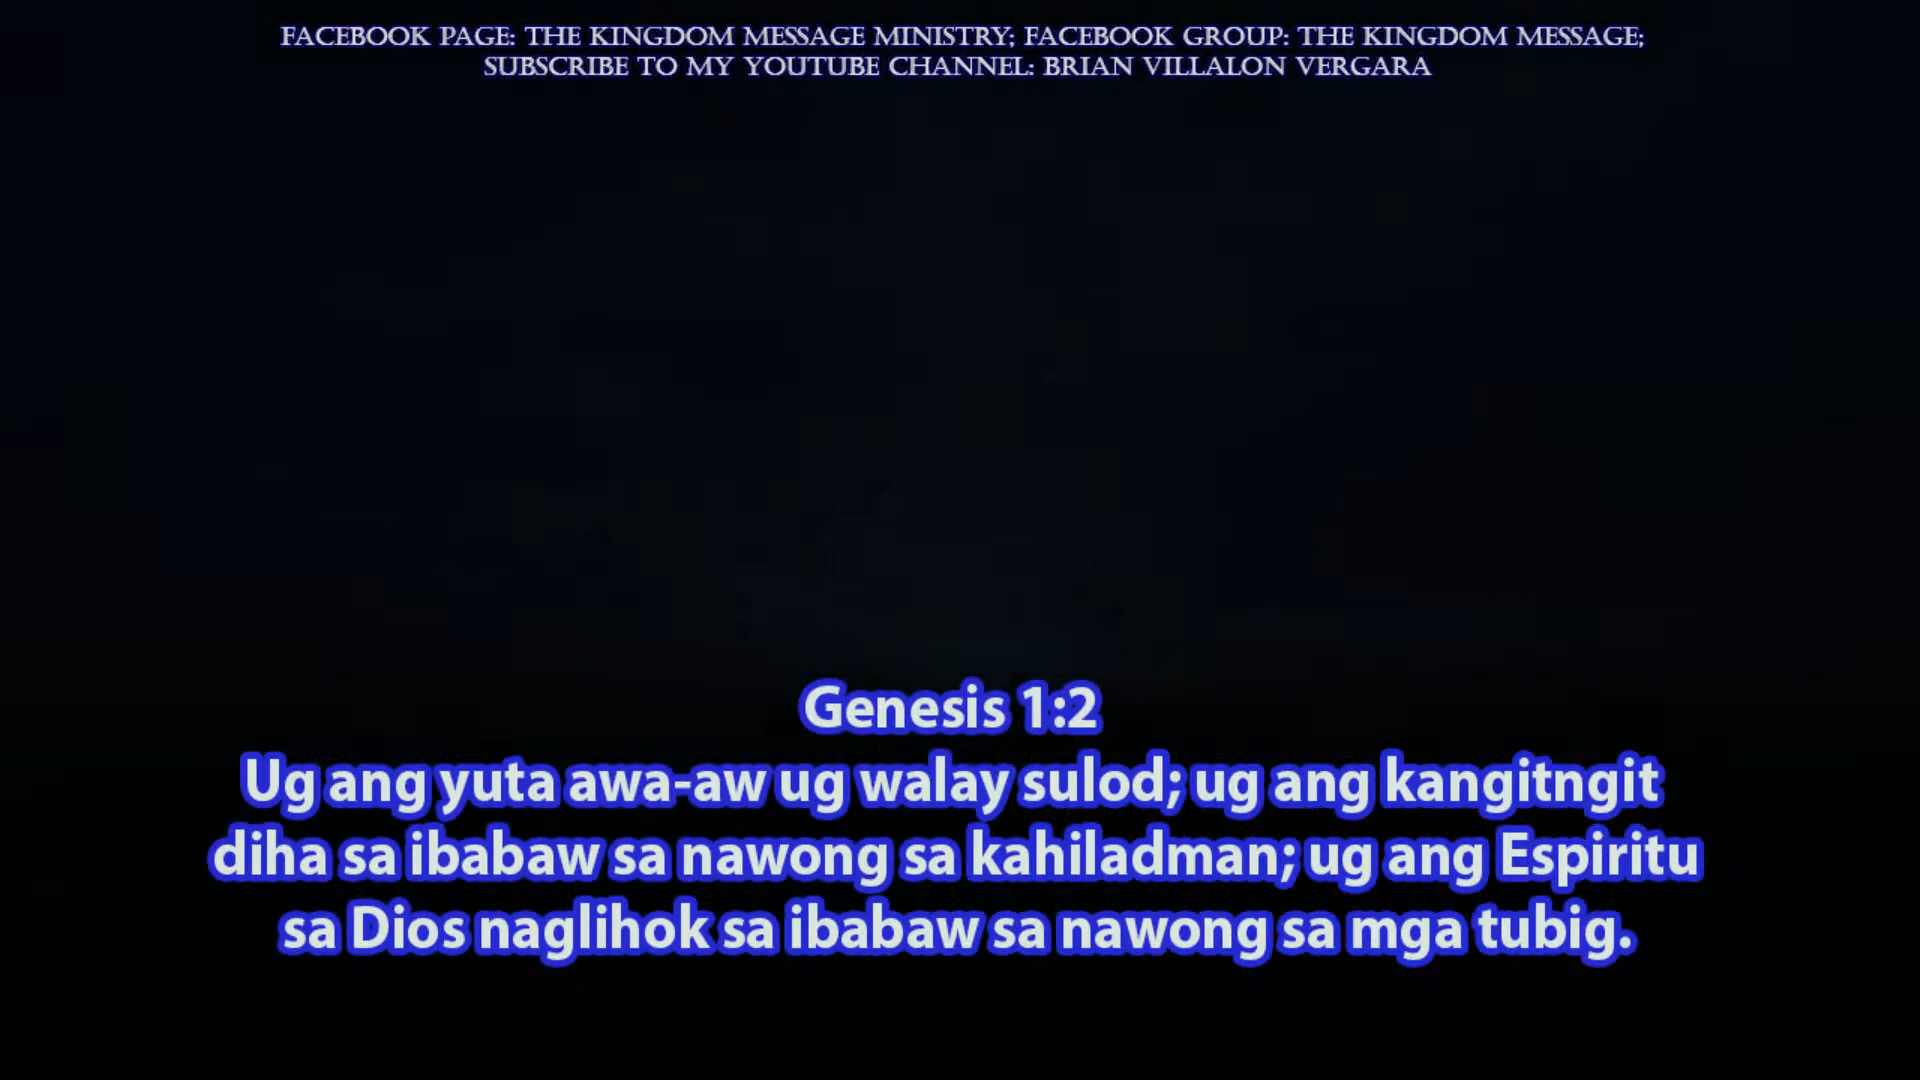 FACEBOOK PAGE: THE KINGDOM MESSAGE MINISTRY; FACEBOOK GROUP: THE KINGDOM MESSAGE;
SUBSCRIBE TO MY YOUTUBE CHANNEL: BRIAN VILLALON VERGARA
Genesis 1:2
Ug ang yuta awa-aw ug walay sulod; ug ang kangitngit
diha sa ibabaw sa nawong sa kahiladman; ug ang Espiritu
sa Dios naglihok sa ibabaw sa nawong sa mga tubig.